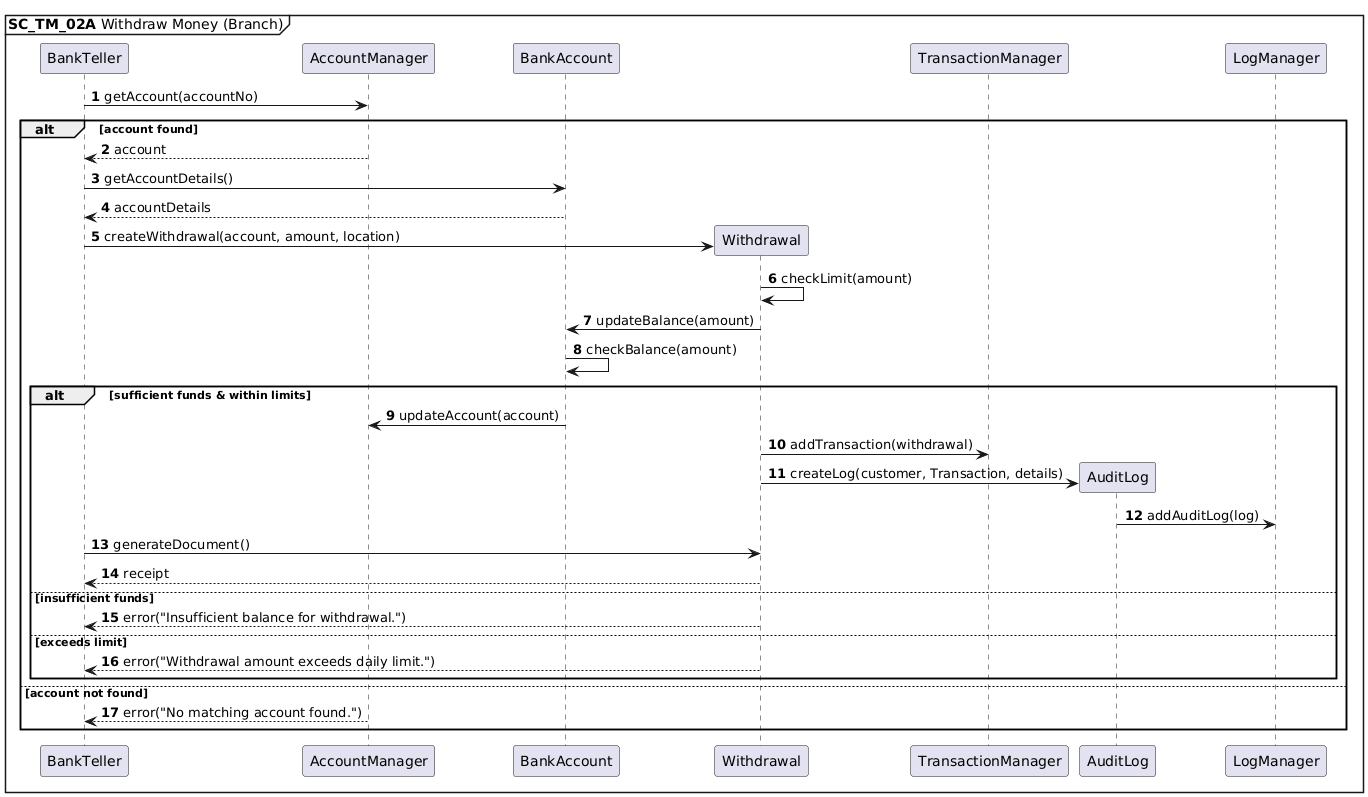 SC_TM_02A Withdraw Money (Branch)
BankTeller AccountManager BankAccount TransactionManager LogManager
1 getAccount(accountNo)
alt [account found]
2 account
3 getAccountDetails()
4 accountDetails
5 createWithdrawal(account, amount, location) Withdrawal
6 checkLimit(amount)
7 updateBalance(amount)
8 checkBalance(amount)
alt [sufficient funds & within limits]
9 updateAccount(account)
10 addTransaction(withdrawal)
11 createLog(customer, Transaction, details) AuditLog
12 addAuditLog(log)
13 generateDocument()
14 receipt
[insufficient funds]
15 error("Insufficient balance for withdrawal.")
[exceeds limit]
16 error("Withdrawal amount exceeds daily limit.")
[account not found]
17 error("No matching account found.")
BankTeller AccountManager BankAccount Withdrawal TransactionManager AuditLog LogManager